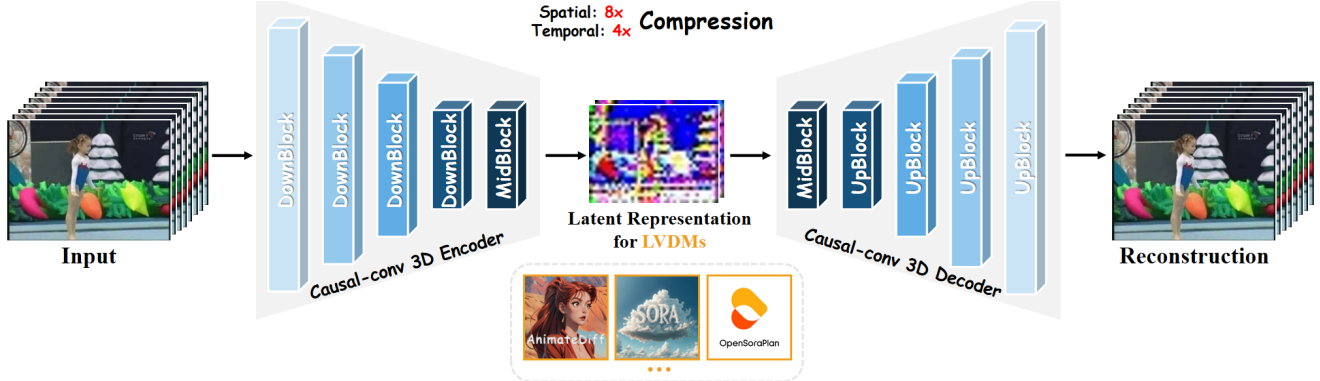 Spatial: 8x
Temporal: 4x
Compression
DownBlock
DownBlock
DownBlock
DownBlock
MidBlock
MidBlock
UpBlock
UpBlock
UpBlock
UpBlock
Input
Causal-conv 3D Encoder
Latent Representation
for LVDMs
Causal-conv 3D Decoder
Reconstruction
AnimateDiff
SORA
OpenSoraPlan